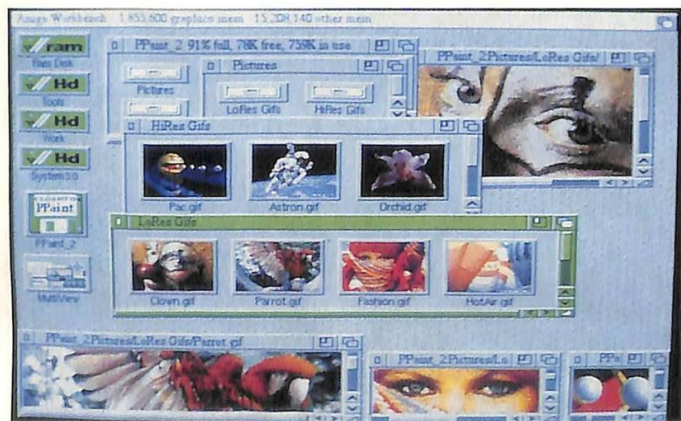 Amiga Workbench 1,855,600 graphics mem 15,208,140 other mem
ram
Ram Disk
Hd
Tools
Hd
Work
Hd
System3.0
PPaint
PPaint_2
MultiView
PPaint_2 91% full, 78K free, 759K in use
Pictures
Pictures
LoRes Gifs
HiRes Gifs
PPaint_2:Pictures/LoRes Gifs/
HiRes Gifs
Pac.gif
Astron.gif
Orchid.gif
LoRes Gifs
Clown.gif
Parrot.gif
Fashion.gif
HotAir.gif
PPaint_2:Pictures/LoRes Gifs/Parrot.gif
PPaint_2:Pictures/Lo
PPa